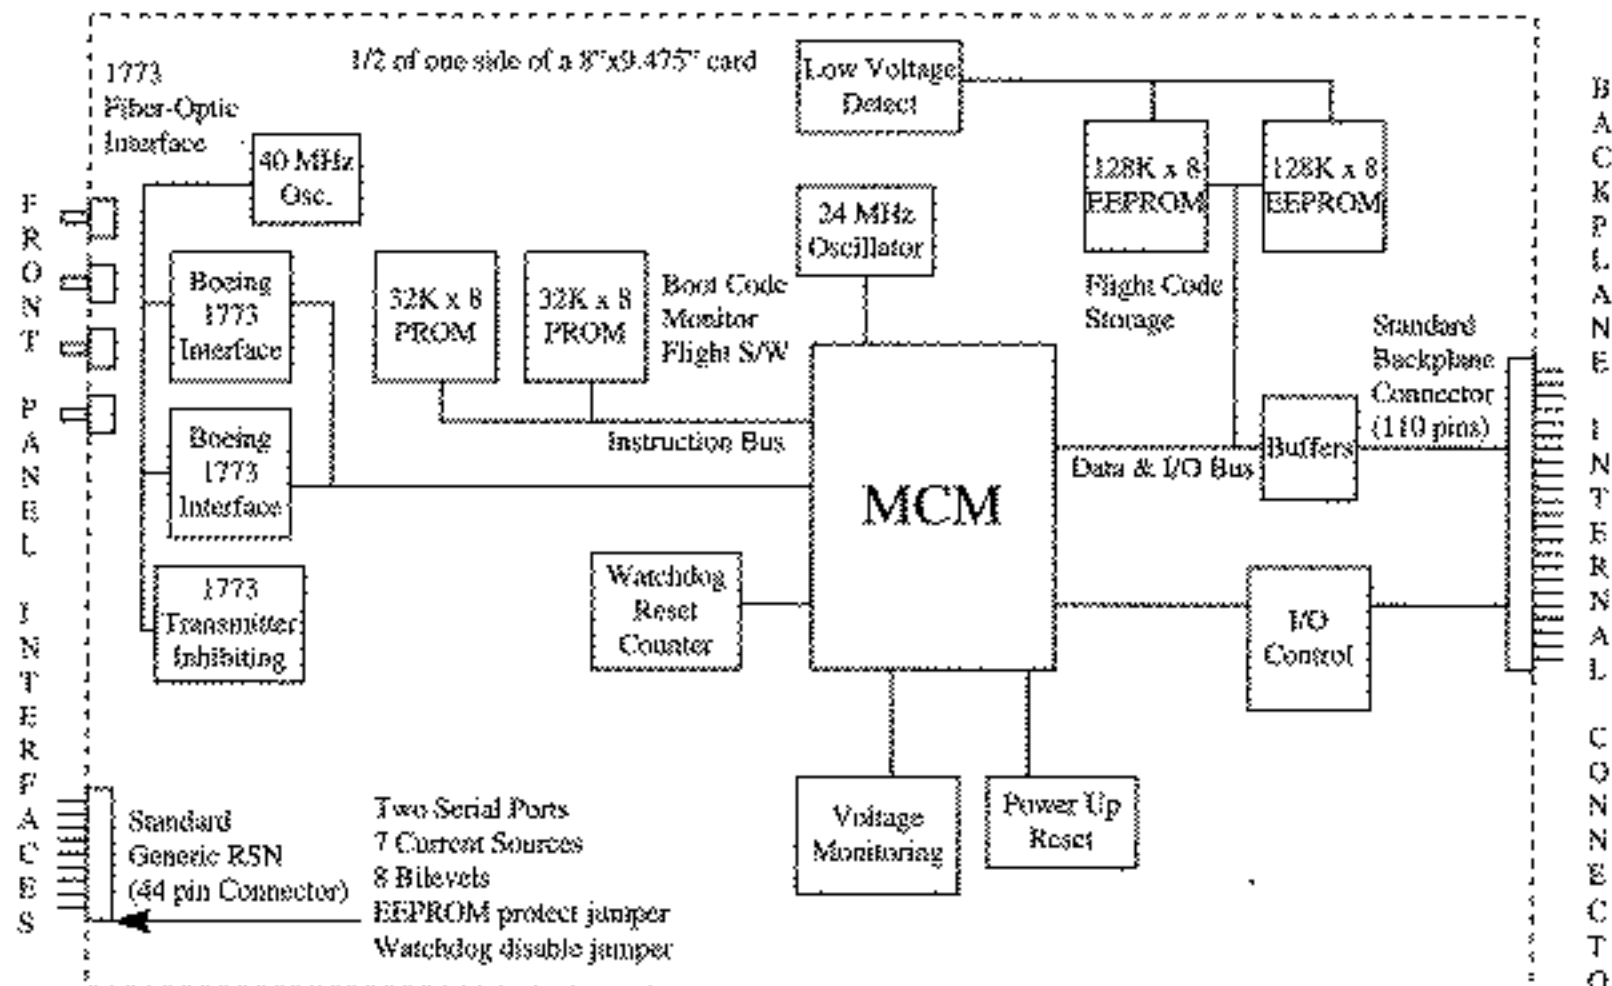 1/2 of one side of a 8"x9.475" card
1773
Fiber-Optic
Interface
40 MHz
Osc.
Low Voltage
Detect
128K x 8
EEPROM
128K x 8
EEPROM
24 MHz
Oscillator
Flight Code
Storage
Boeing
1773
Interface
32K x 8
PROM
32K x 8
PROM
Boot Code
Monitor
Flight S/W
Instruction Bus
Standard
Backplane
Connector
(110 pins)
Boeing
1773
Interface
MCM
Data & I/O Bus
Buffers
1773
Transmitter
Inhibiting
Watchdog
Reset
Counter
I/O
Control
Voltage
Monitoring
Power Up
Reset
Standard
Generic RSN
(44 pin Connector)
Two Serial Ports
7 Current Sources
8 Bilevels
EEPROM protect jumper
Watchdog disable jumper
FRONT PANEL INTERFACES
BACKPLANE INTERNAL CONNECTO